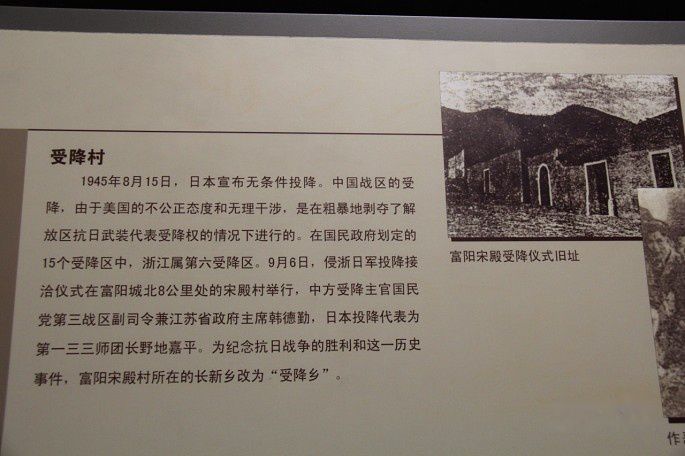 受降村
1945年8月15日，日本宣布无条件投降。中国战区的受
降，由于美国的不公正态度和无理干涉，是在粗暴地剥夺了解
放区抗日武装代表受降权的情况下进行的。在国民政府划定的
15个受降区中，浙江属第六受降区。9月6日，侵浙日军投降接
洽仪式在富阳城北8公里处的宋殿村举行，中方受降主官国民
党第三战区副司令兼江苏省政府主席韩德勤，日本投降代表为
第一三三师团长野地嘉平。为纪念抗日战争的胜利和这一历史
事件，富阳宋殿村所在的长新乡改为“受降乡”。
富阳宋殿受降仪式旧址
作